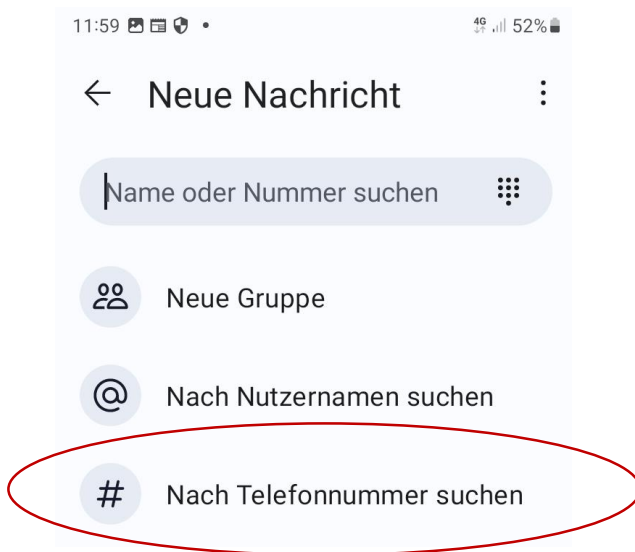 11:59 4G 52%
Neue Nachricht
Name oder Nummer suchen
Neue Gruppe
@ Nach Nutzernamen suchen
# Nach Telefonnummer suchen